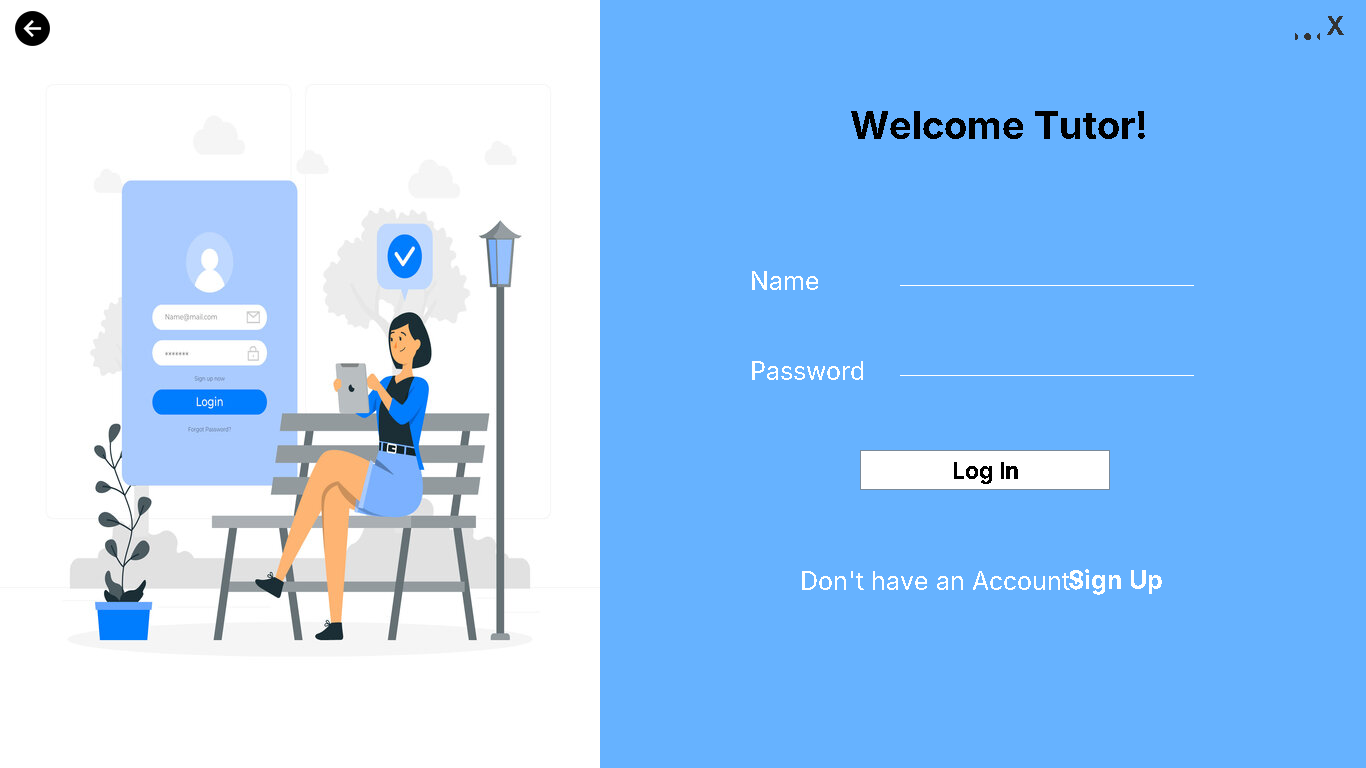 X
Welcome Tutor!
Name@mail.com
*******
Sign up now
Login
Forgot Password?
Name
Password
Log In
Don't have an Account?
Sign Up